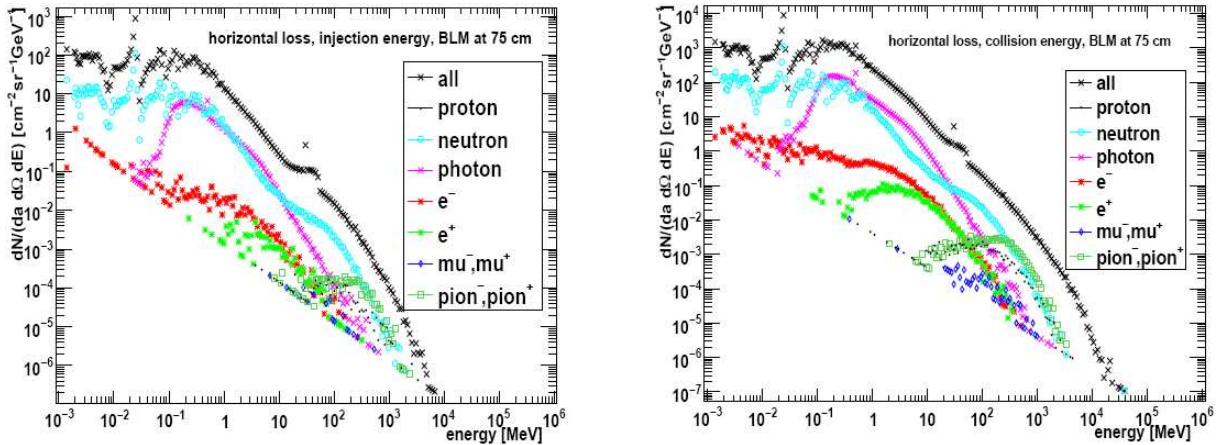 horizontal loss, injection energy, BLM at 75 cm
dN/(da dΩ dE) [cm⁻² sr⁻¹ GeV⁻¹]
10³
10²
10
1
10⁻¹
10⁻²
10⁻³
10⁻⁴
10⁻⁵
10⁻⁶
all
proton
neutron
photon
e⁻
e⁺
mu⁻,mu⁺
pion⁻,pion⁺
10⁻³ 10⁻² 10⁻¹ 1 10 10² 10³ 10⁴ 10⁵ 10⁶
energy [MeV]
horizontal loss, collision energy, BLM at 75 cm
dN/(da dΩ dE) [cm⁻² sr⁻¹ GeV⁻¹]
10⁴
10³
10²
10
1
10⁻¹
10⁻²
10⁻³
10⁻⁴
10⁻⁵
10⁻⁶
10⁻⁷
all
proton
neutron
photon
e⁻
e⁺
mu⁻,mu⁺
pion⁻,pion⁺
10⁻³ 10⁻² 10⁻¹ 1 10 10² 10³ 10⁴ 10⁵ 10⁶
energy [MeV]